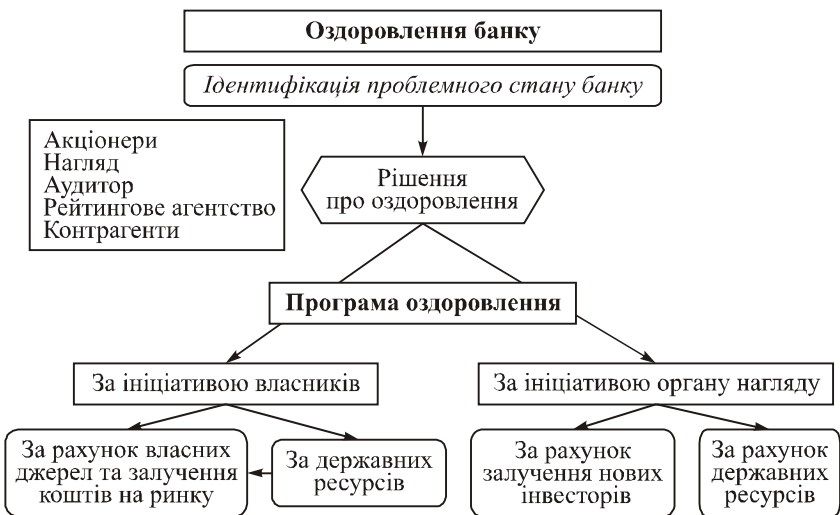 Оздоровлення банку
Ідентифікація проблемного стану банку
Акціонери
Нагляд
Аудитор
Рейтингове агентство
Контрагенти
Рішення
про оздоровлення
Програма оздоровлення
За ініціативою власників
За ініціативою органу нагляду
За рахунок власних
джерел та залучення
коштів на ринку
За державних
ресурсів
За рахунок
залучення нових
інвесторів
За рахунок
державних
ресурсів